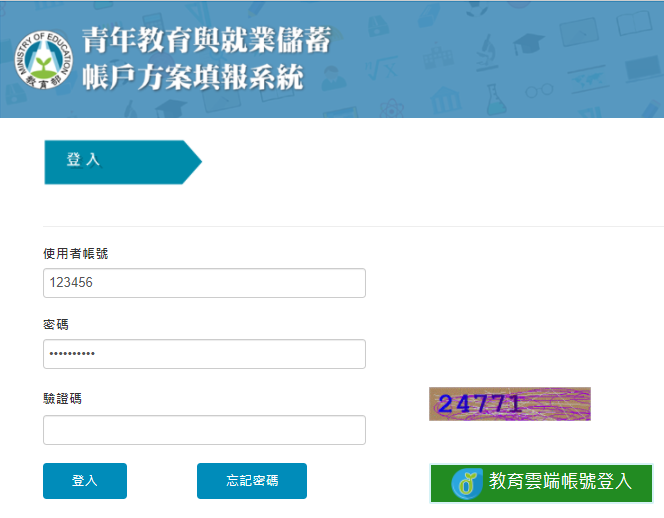 MINISTRY OF EDUCATION
教育部
青年教育與就業儲蓄
帳戶方案填報系統
登入
使用者帳號
123456
密碼
••••••••••
驗證碼
24771
登入
忘記密碼
教育雲端帳號登入